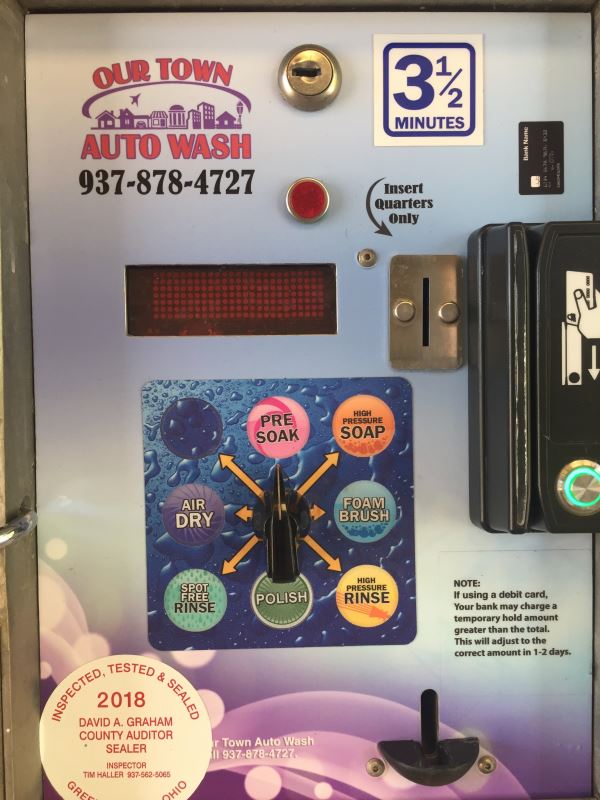 OUR TOWN
AUTO WASH
937-878-4727
3 1/2
MINUTES
Bank Name
Insert
Quarters
Only
PRE
SOAK
HIGH
PRESSURE
SOAP
AIR
DRY
FOAM
BRUSH
SPOT
FREE
RINSE
POLISH
HIGH
PRESSURE
RINSE
NOTE:
If using a debit card,
Your bank may charge a
temporary hold amount
greater than the total.
This will adjust to the
correct amount in 1-2 days.
INSPECTED, TESTED & SEALED
2018
DAVID A. GRAHAM
COUNTY AUDITOR
SEALER
INSPECTOR
TIM HALLER 937-562-5065
OHIO
Town Auto Wash
937-878-4727.